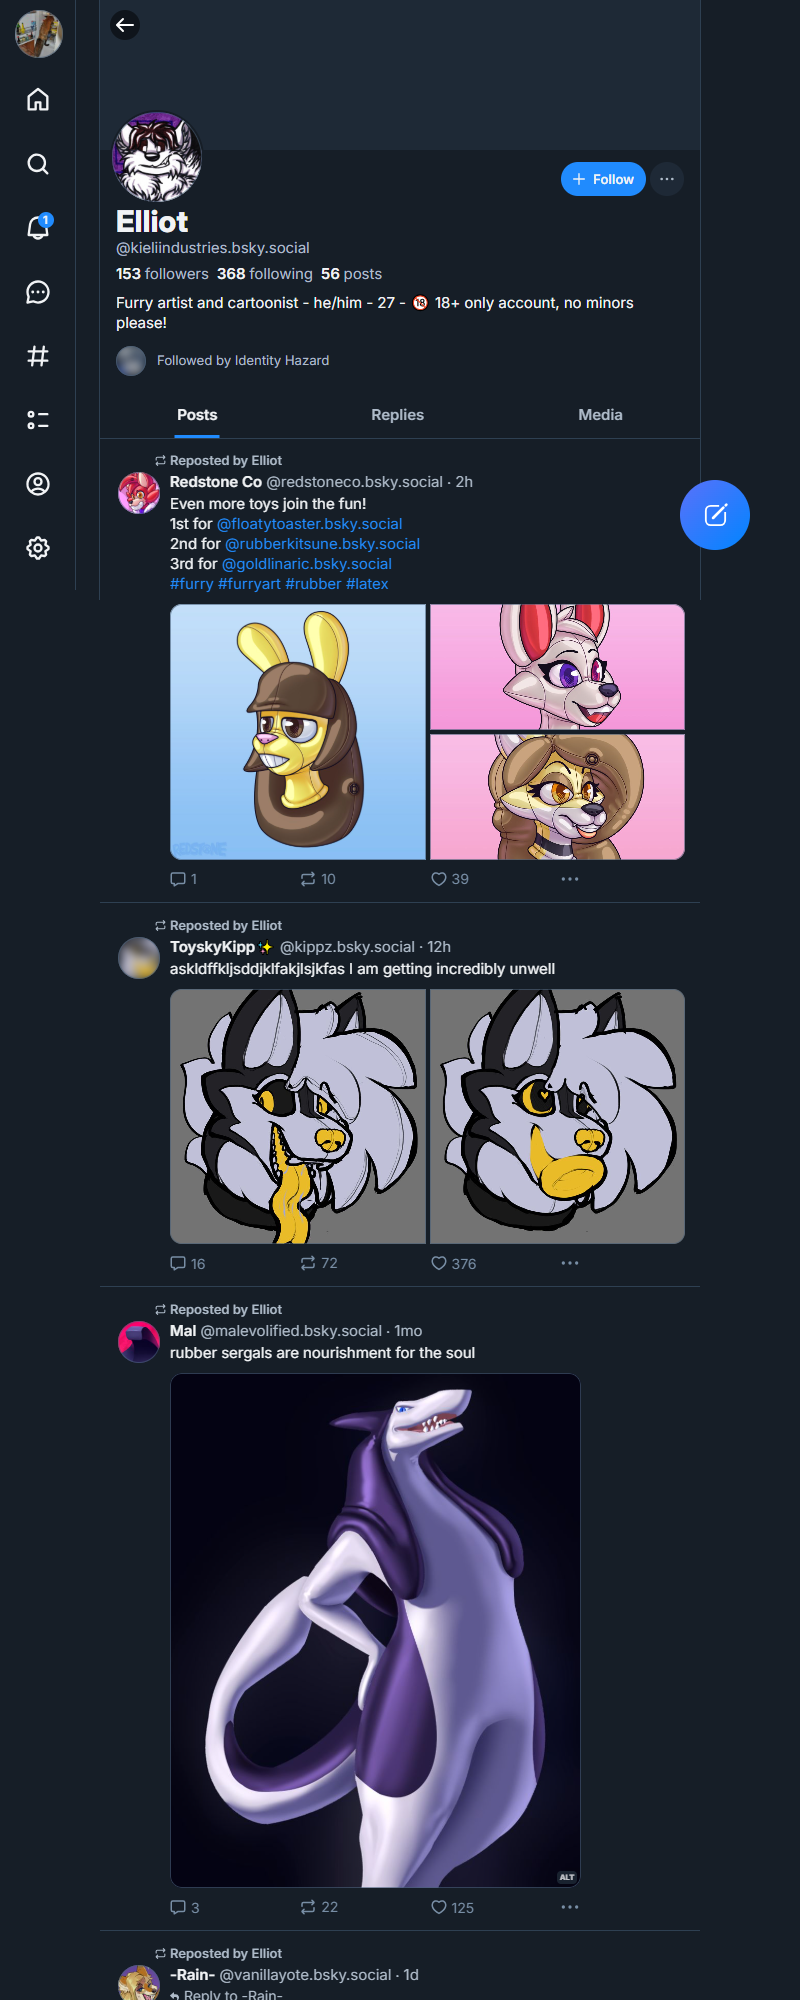 1
Follow
Elliot
@kieliindustries.bsky.social
153 followers 368 following 56 posts
Furry artist and cartoonist - he/him - 27 - 🔞 18+ only account, no minors
please!
Followed by Identity Hazard
Posts Replies Media
Reposted by Elliot
Redstone Co @redstoneco.bsky.social · 2h
Even more toys join the fun!
1st for @floatytoaster.bsky.social
2nd for @rubberkitsune.bsky.social
3rd for @goldlinaric.bsky.social
#furry #furryart #rubber #latex
1 10 39
Reposted by Elliot
ToyskyKipp✨ @kippz.bsky.social · 12h
askldffkljsddjklfakjlsjkfas I am getting incredibly unwell
16 72 376
Reposted by Elliot
Mal @malevolified.bsky.social · 1mo
rubber sergals are nourishment for the soul
ALT
3 22 125
Reposted by Elliot
-Rain- @vanillayote.bsky.social · 1d
Reply to -Rain-